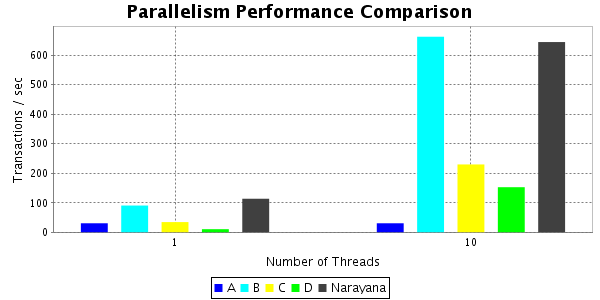 Parallelism Performance Comparison
Transactions / sec
600
500
400
300
200
100
0
1
10
Number of Threads
A B C D Narayana